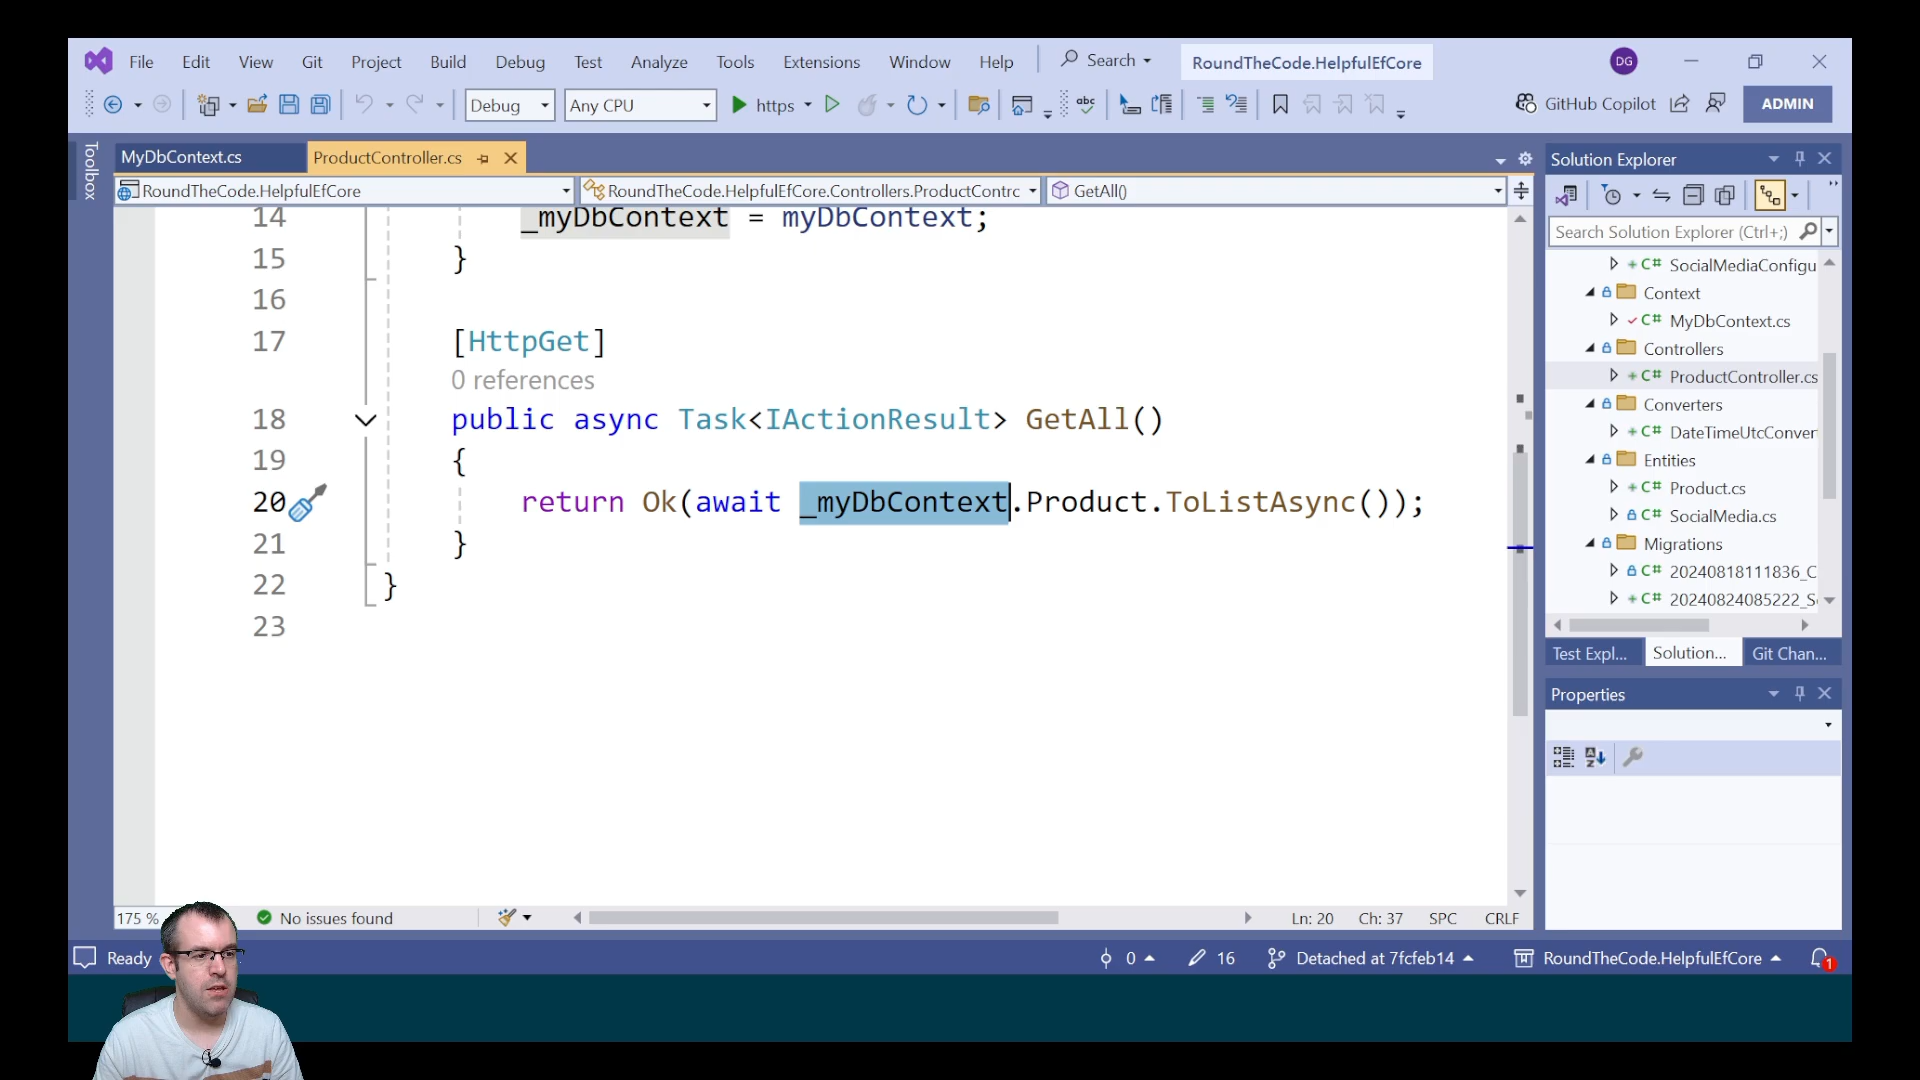 File Edit View Git Project Build Debug Test Analyze Tools Extensions Window Help Search RoundTheCode.HelpfulEfCore DG
Debug Any CPU https abc GitHub Copilot ADMIN
Toolbox
MyDbContext.cs ProductController.cs
RoundTheCode.HelpfulEfCore RoundTheCode.HelpfulEfCore.Controllers.ProductContrc GetAll()
14 _myDbContext = myDbContext;
15 }
16
17 [HttpGet]
0 references
18 public async Task<IActionResult> GetAll()
19 {
20 return Ok(await _myDbContext.Product.ToListAsync());
21 }
22 }
23
175 % No issues found Ln: 20 Ch: 37 SPC CRLF
Solution Explorer
Search Solution Explorer (Ctrl+;)
C# SocialMediaConfigu
Context
C# MyDbContext.cs
Controllers
C# ProductController.cs
Converters
C# DateTimeUtcConver
Entities
C# Product.cs
C# SocialMedia.cs
Migrations
C# 20240818111836_C
C# 20240824085222_S
Test Expl... Solution... Git Chan...
Properties
Ready 0 16 Detached at 7fcfeb14 RoundTheCode.HelpfulEfCore 1